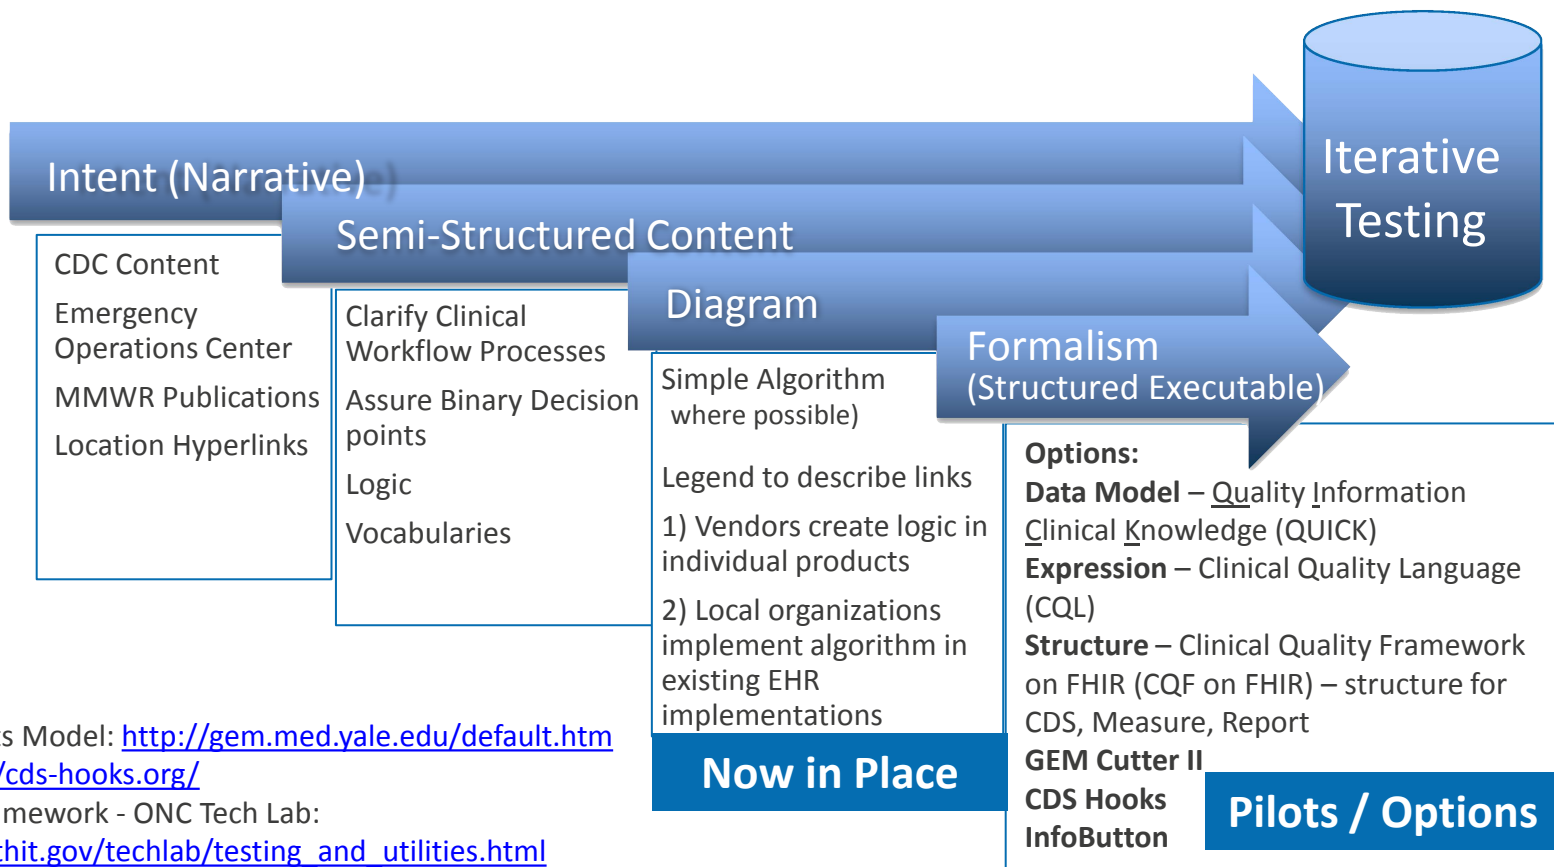 Intent (Narrative)
Semi-Structured Content
Diagram
Formalism
(Structured Executable)
Iterative
Testing
CDC Content
Emergency
Operations Center
MMWR Publications
Location Hyperlinks
Clarify Clinical
Workflow Processes
Assure Binary Decision
points
Logic
Vocabularies
Simple Algorithm
where possible)
Legend to describe links
1) Vendors create logic in
individual products
2) Local organizations
implement algorithm in
existing EHR
implementations
Now in Place
Options:
Data Model – Quality Information
Clinical Knowledge (QUICK)
Expression – Clinical Quality Language
(CQL)
Structure – Clinical Quality Framework
on FHIR (CQF on FHIR) – structure for
CDS, Measure, Report
GEM Cutter II
CDS Hooks
InfoButton
Pilots / Options
Model: http://gem.med.yale.edu/default.htm
/cds-hooks.org/
mework - ONC Tech Lab:
thit.gov/techlab/testing_and_utilities.html